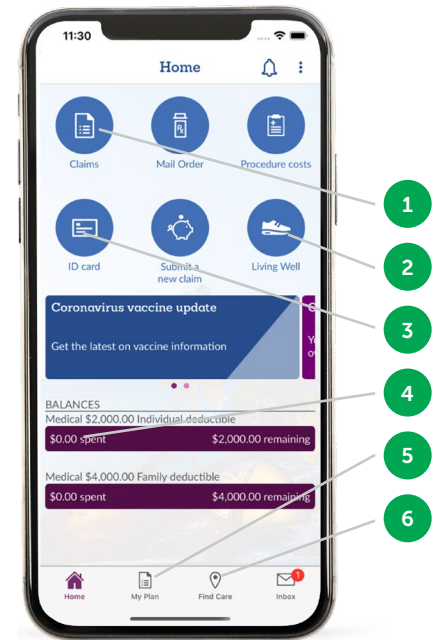 11:30
Home
Claims
Mail Order
Procedure costs
1
ID card
Submit a
new claim
Living Well
2
Coronavirus vaccine update
Get the latest on vaccine information
3
BALANCES
Medical $2,000.00 Individual deductible
$0.00 spent $2,000.00 remaining
4
Medical $4,000.00 Family deductible
$0.00 spent $4,000.00 remaining
5
6
Home
My Plan
Find Care
Inbox
1